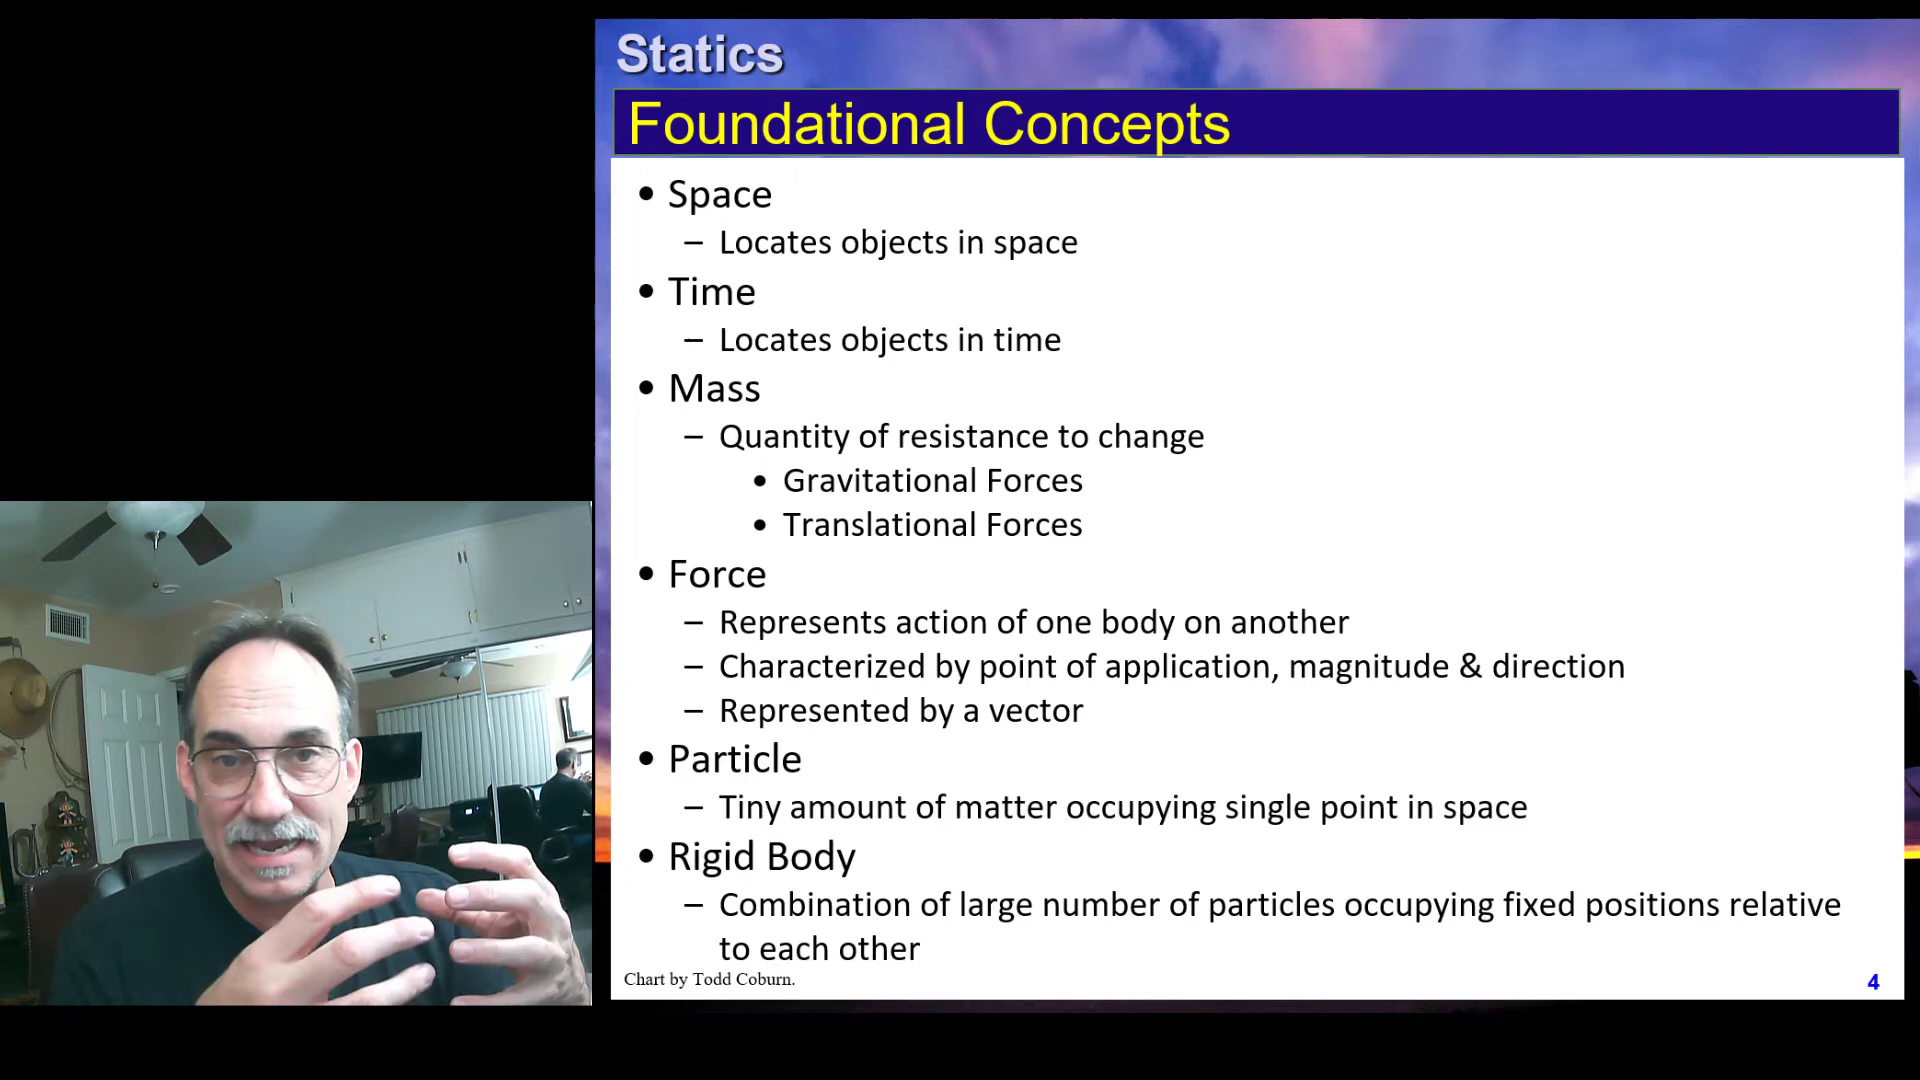 Statics
Foundational Concepts
• Space
– Locates objects in space
• Time
– Locates objects in time
• Mass
– Quantity of resistance to change
• Gravitational Forces
• Translational Forces
• Force
– Represents action of one body on another
– Characterized by point of application, magnitude & direction
– Represented by a vector
• Particle
– Tiny amount of matter occupying single point in space
• Rigid Body
– Combination of large number of particles occupying fixed positions relative
to each other
Chart by Todd Coburn.
4